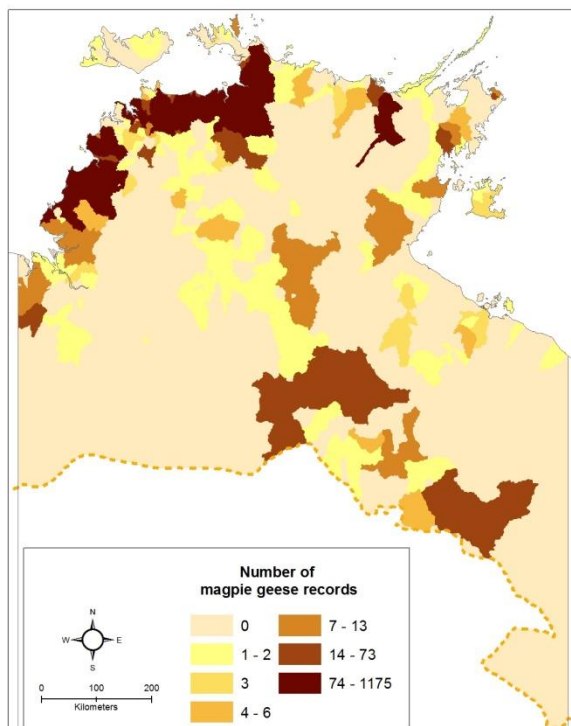 Number of
magpie geese records
0
1 - 2
3
4 - 6
7 - 13
14 - 73
74 - 1175
N
W E
S
0 100 200
Kilometers